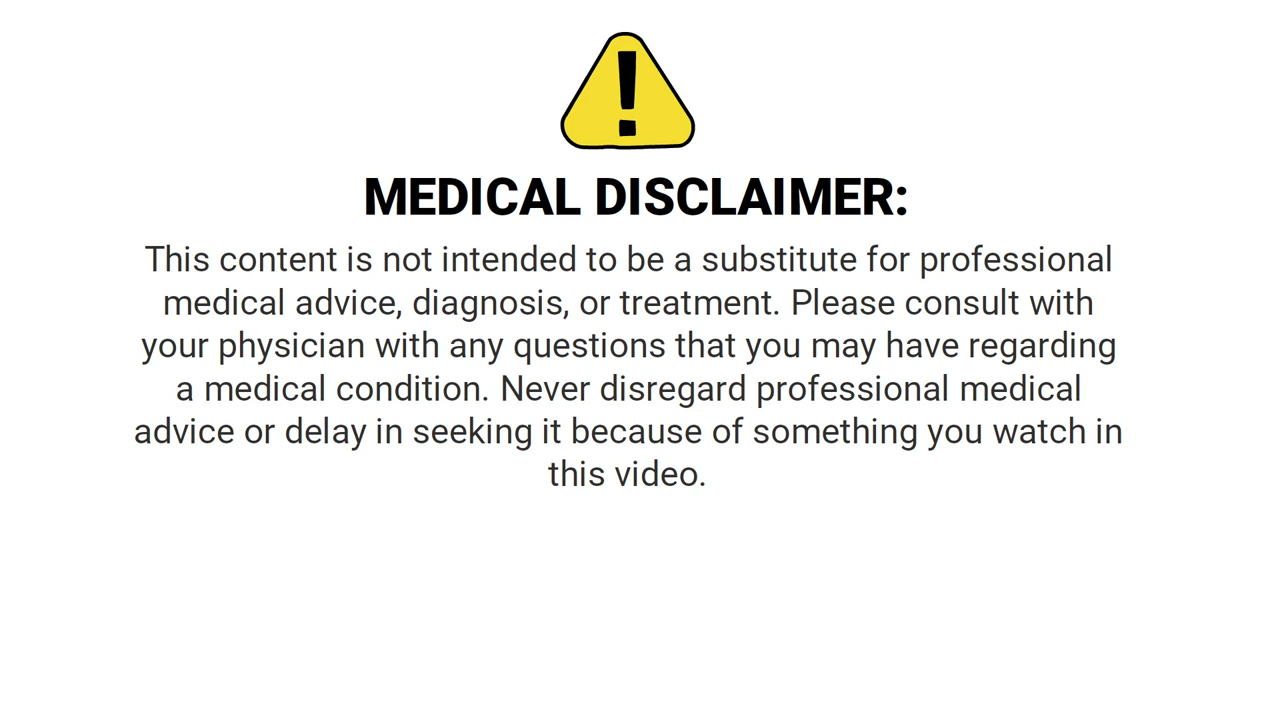 MEDICAL DISCLAIMER:
This content is not intended to be a substitute for professional
medical advice, diagnosis, or treatment. Please consult with
your physician with any questions that you may have regarding
a medical condition. Never disregard professional medical
advice or delay in seeking it because of something you watch in
this video.